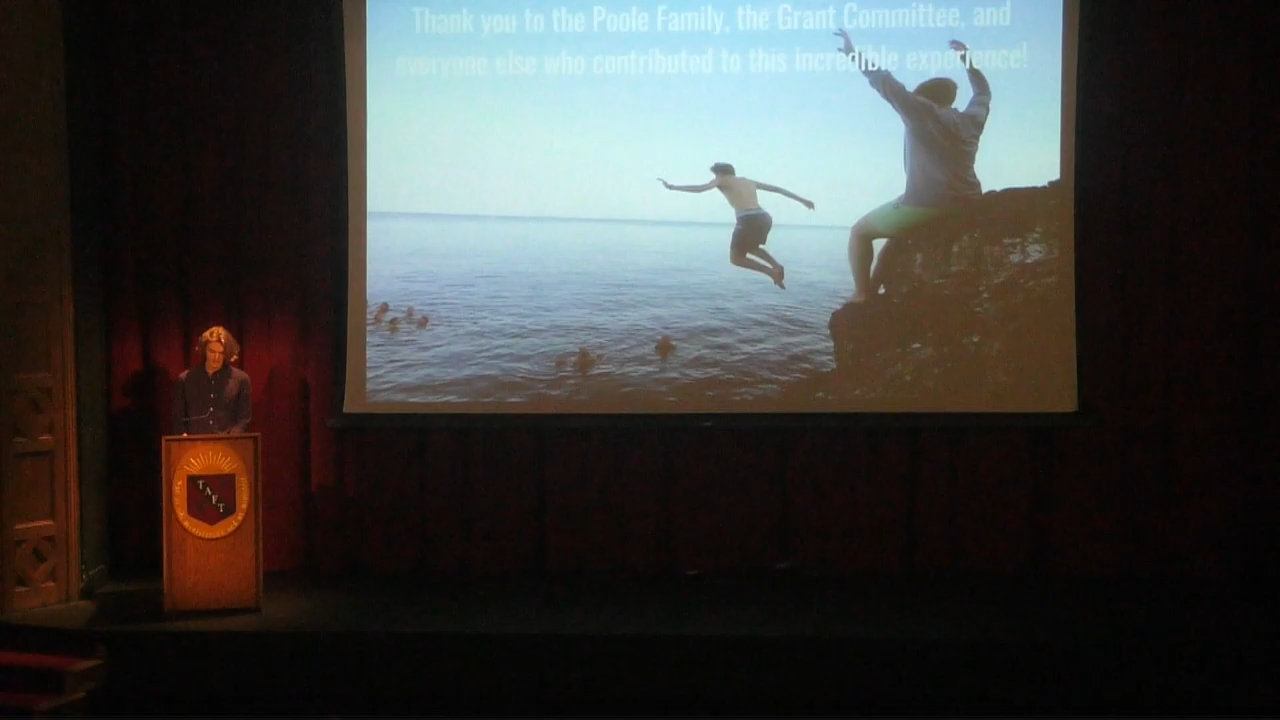 Thank you to the Poole Family, the Grant Committee, and
everyone else who contributed to this incredible experience!
TAFT